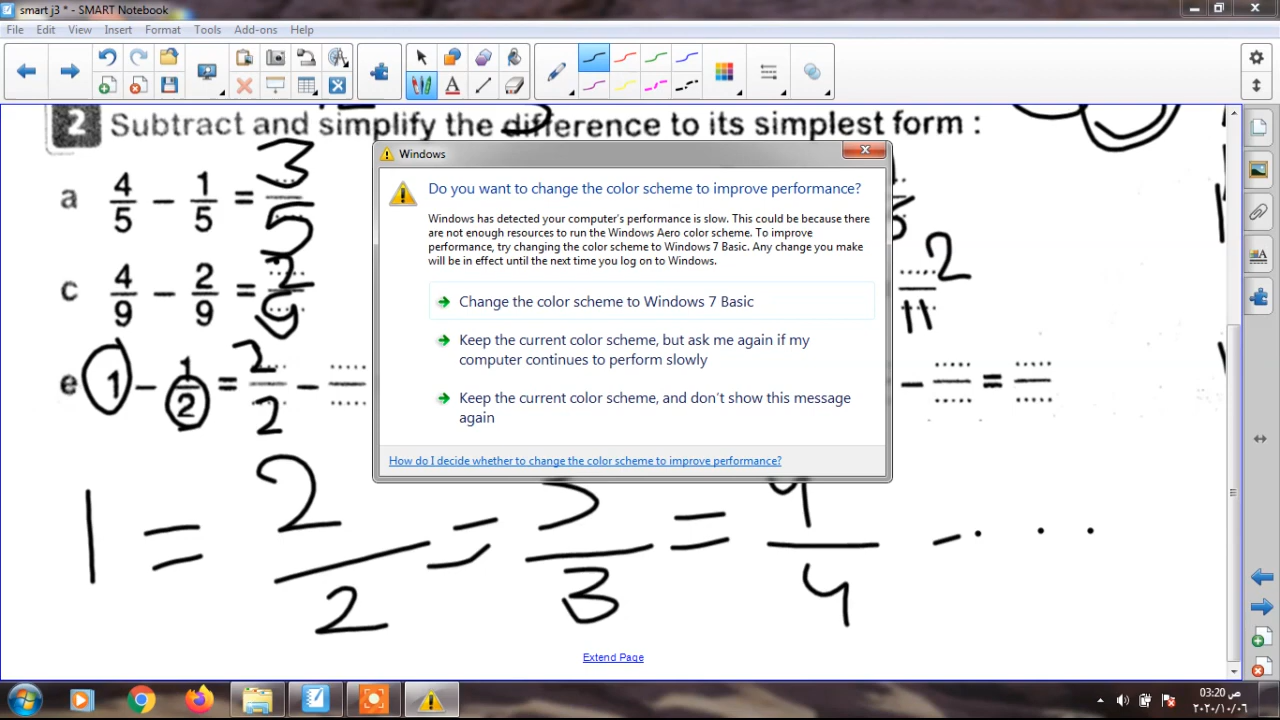 smart j3 * - SMART Notebook
File Edit View Insert Format Tools Add-ons Help
2 Subtract and simplify the difference to its simplest form :
a 4/5 − 1/5 = 3/5
c 4/9 − 2/9 = 2/9
2/11
e 1 − 1/2 = 2/2 − ...../..... − ...../..... = ...../.....
Windows
Do you want to change the color scheme to improve performance?
Windows has detected your computer's performance is slow. This could be because there
are not enough resources to run the Windows Aero color scheme. To improve
performance, try changing the color scheme to Windows 7 Basic. Any change you make
will be in effect until the next time you log on to Windows.
Change the color scheme to Windows 7 Basic
Keep the current color scheme, but ask me again if my
computer continues to perform slowly
Keep the current color scheme, and don't show this message
again
How do I decide whether to change the color scheme to improve performance?
1 = 2/2 = 3/3 = 4/4 - . . .
Extend Page
03:20 ص
٢٠٢٠/١٠/٠٦